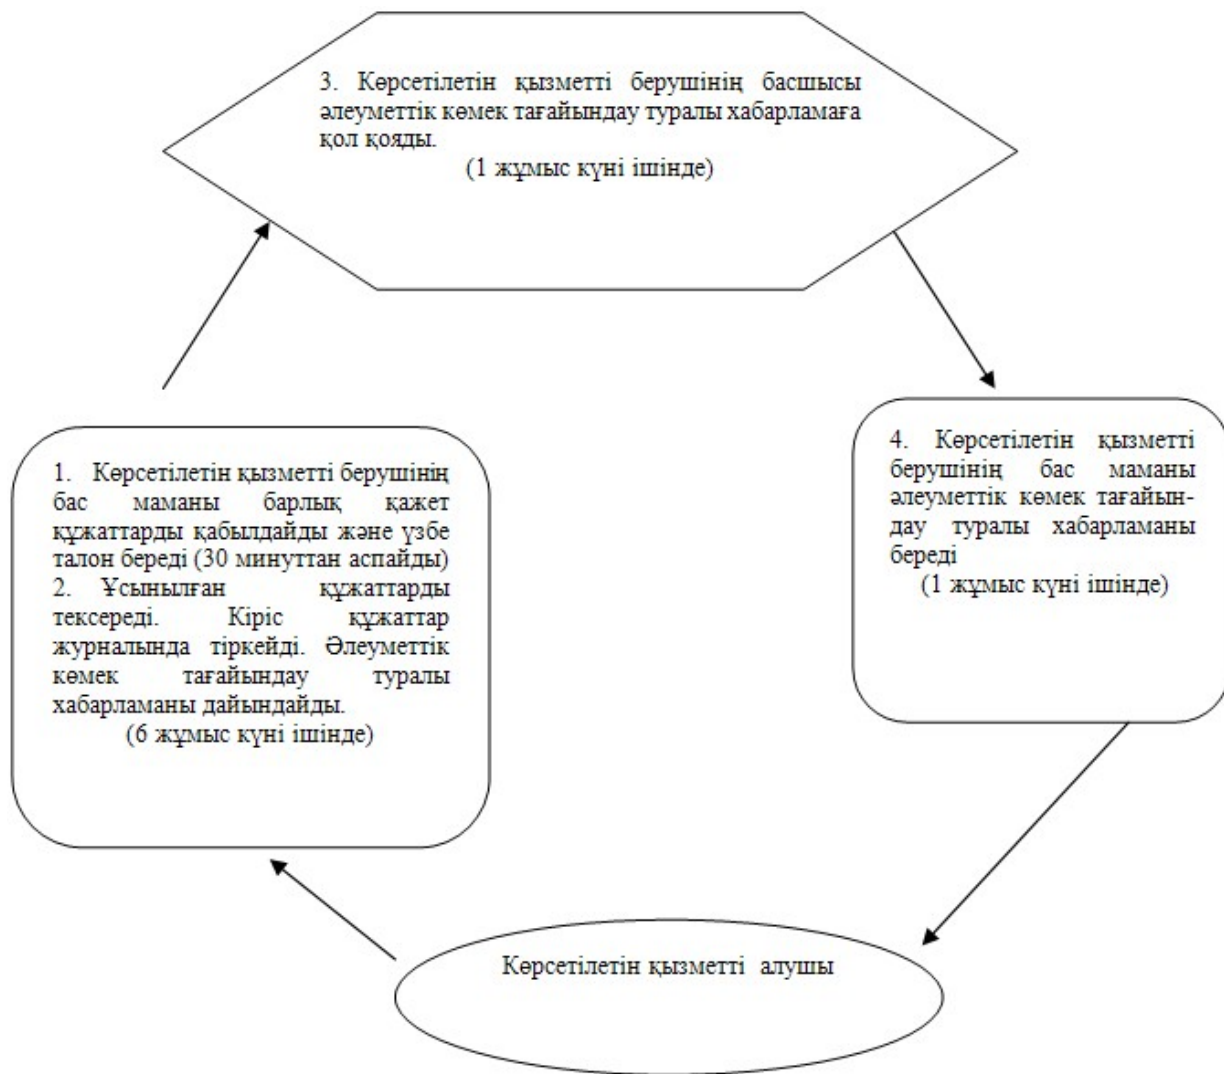 3. Көрсетілетін қызметті берушінің басшысы
әлеуметтік көмек тағайындау туралы хабарламаға
қол қояды.
(1 жұмыс күні ішінде)
1. Көрсетілетін қызметті берушінің
бас маманы барлық қажет
құжаттарды қабылдайды және үзбе
талон береді (30 минуттан аспайды)
2. Ұсынылған құжаттарды
тексереді. Кіріс құжаттар
журналында тіркейді. Әлеуметтік
көмек тағайындау туралы
хабарламаны дайындайды.
(6 жұмыс күні ішінде)
4. Көрсетілетін қызметті
берушінің бас маманы
әлеуметтік көмек тағайын-
дау туралы хабарламаны
береді
(1 жұмыс күні ішінде)
Көрсетілетін қызметті алушы